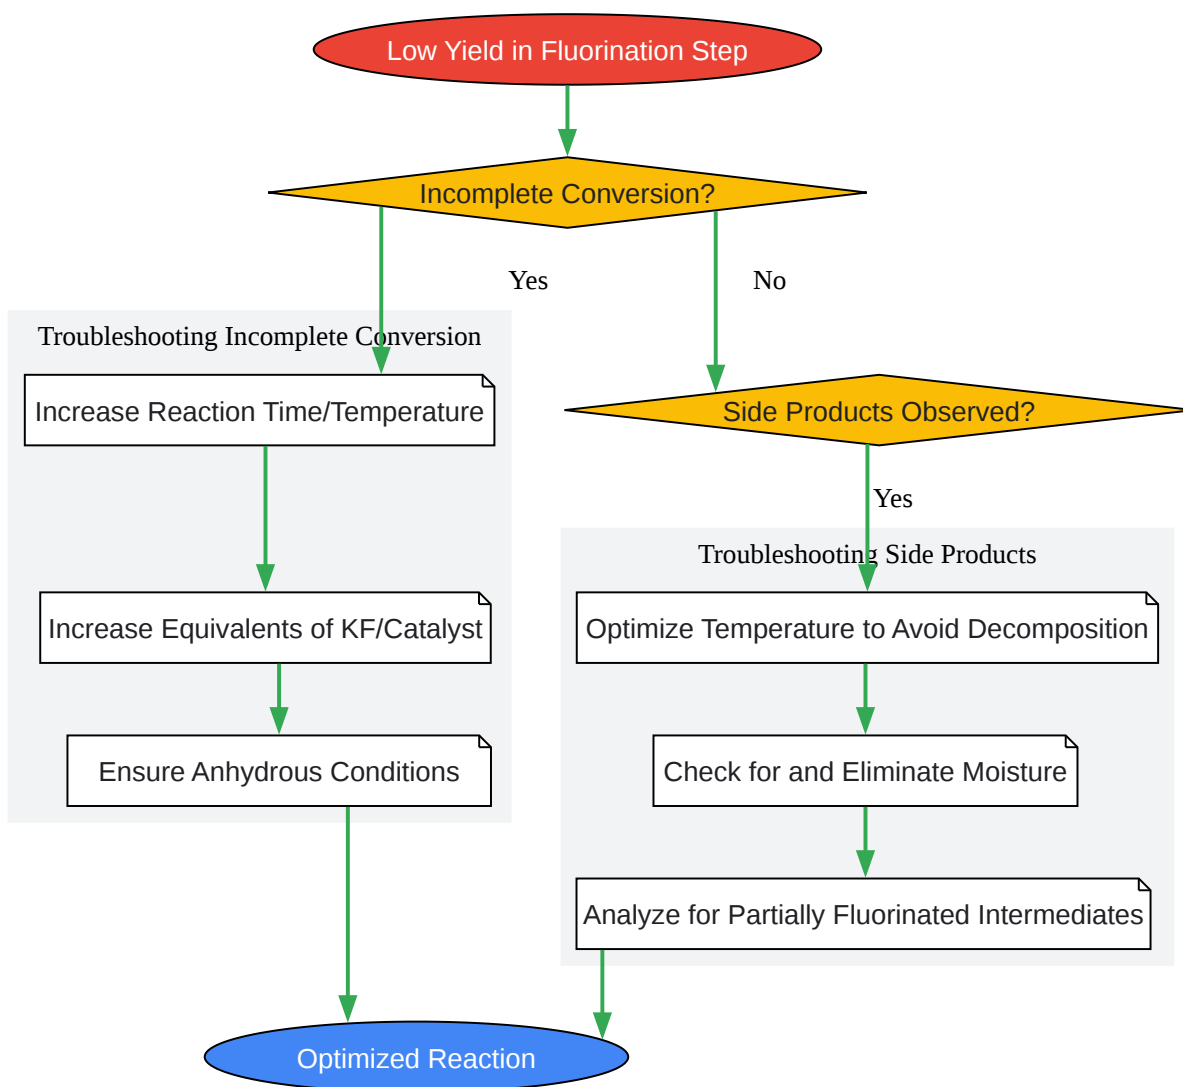 Low Yield in Fluorination Step
Incomplete Conversion?
Yes
No
Troubleshooting Incomplete Conversion
Increase Reaction Time/Temperature
Side Products Observed?
Yes
Troubleshooting Side Products
Increase Equivalents of KF/Catalyst
Optimize Temperature to Avoid Decomposition
Ensure Anhydrous Conditions
Check for and Eliminate Moisture
Analyze for Partially Fluorinated Intermediates
Optimized Reaction